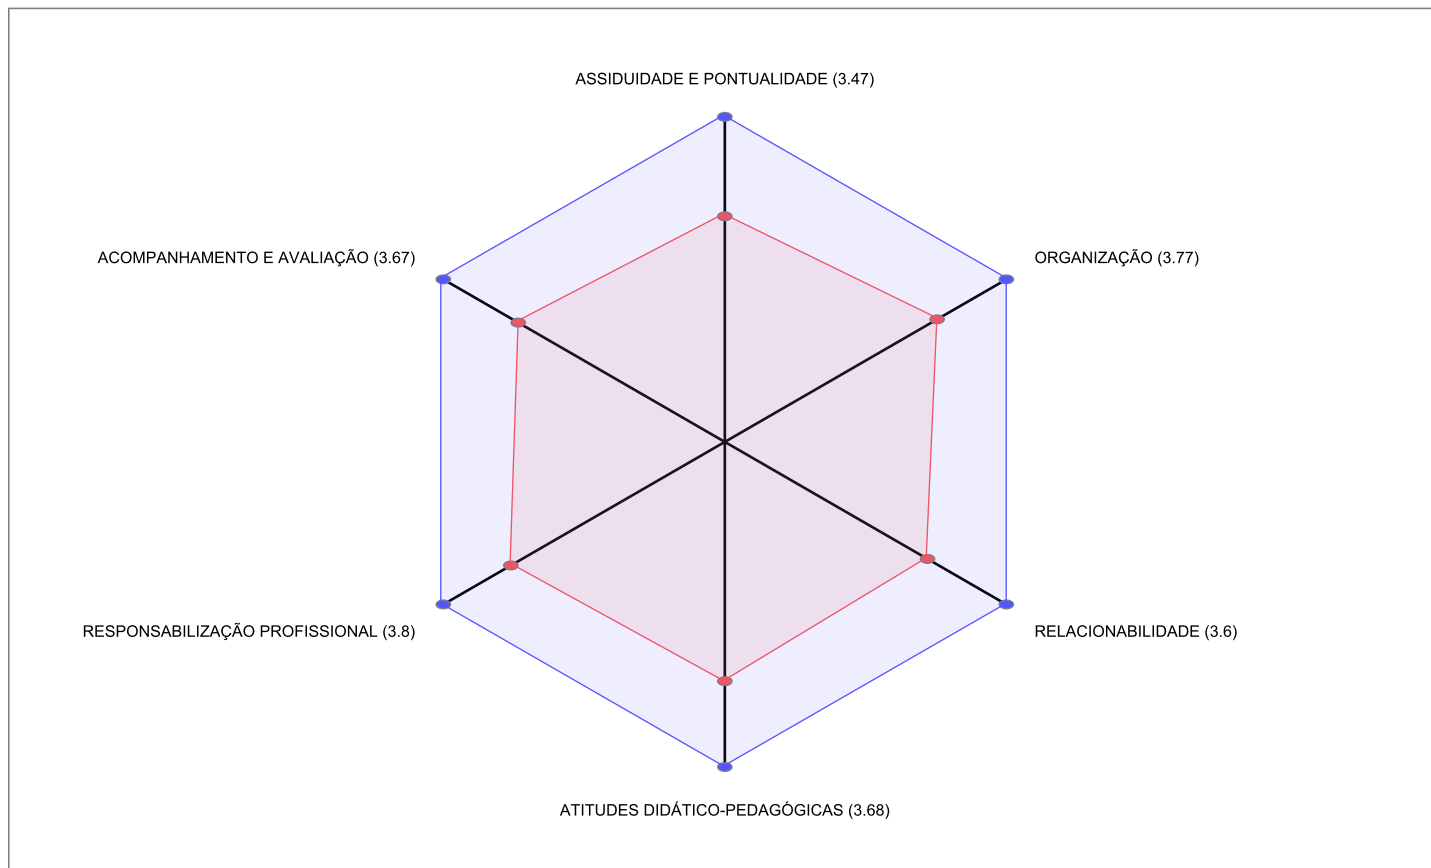 ASSIDUIDADE E PONTUALIDADE (3.47)
ACOMPANHAMENTO E AVALIAÇÃO (3.67)
ORGANIZAÇÃO (3.77)
RESPONSABILIZAÇÃO PROFISSIONAL (3.8)
RELACIONABILIDADE (3.6)
ATITUDES DIDÁTICO-PEDAGÓGICAS (3.68)